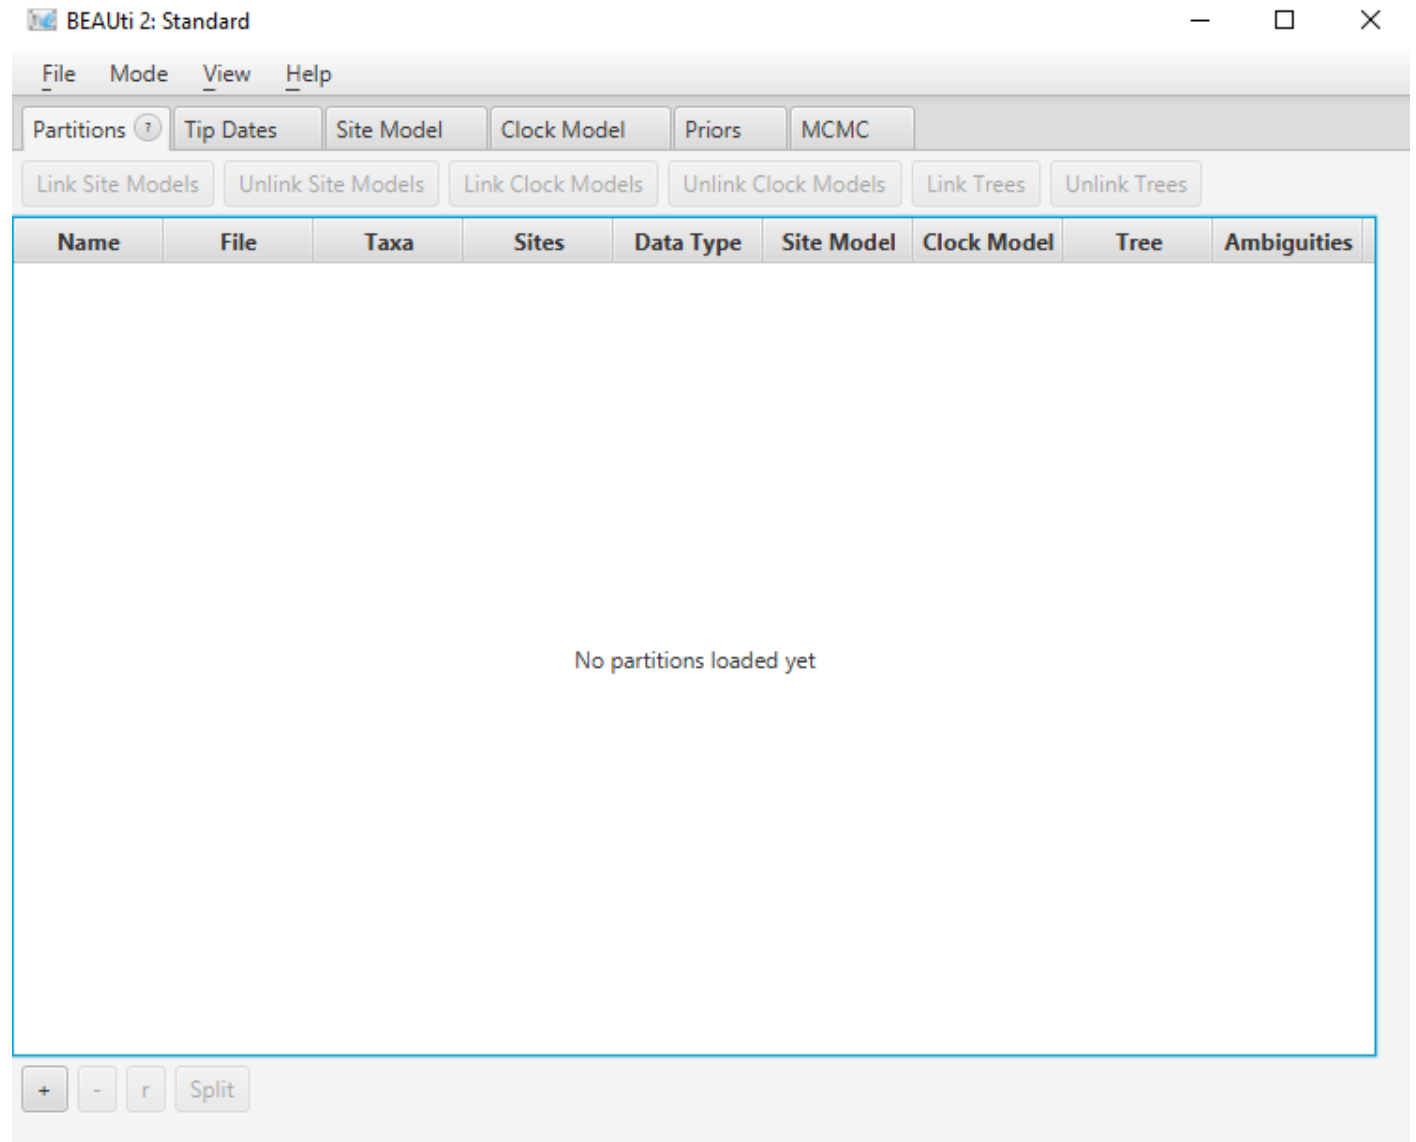 BEAUti 2: Standard
File Mode View Help
Partitions ? Tip Dates Site Model Clock Model Priors MCMC
Link Site Models Unlink Site Models Link Clock Models Unlink Clock Models Link Trees Unlink Trees
Name File Taxa Sites Data Type Site Model Clock Model Tree Ambiguities
No partitions loaded yet
+ - r Split